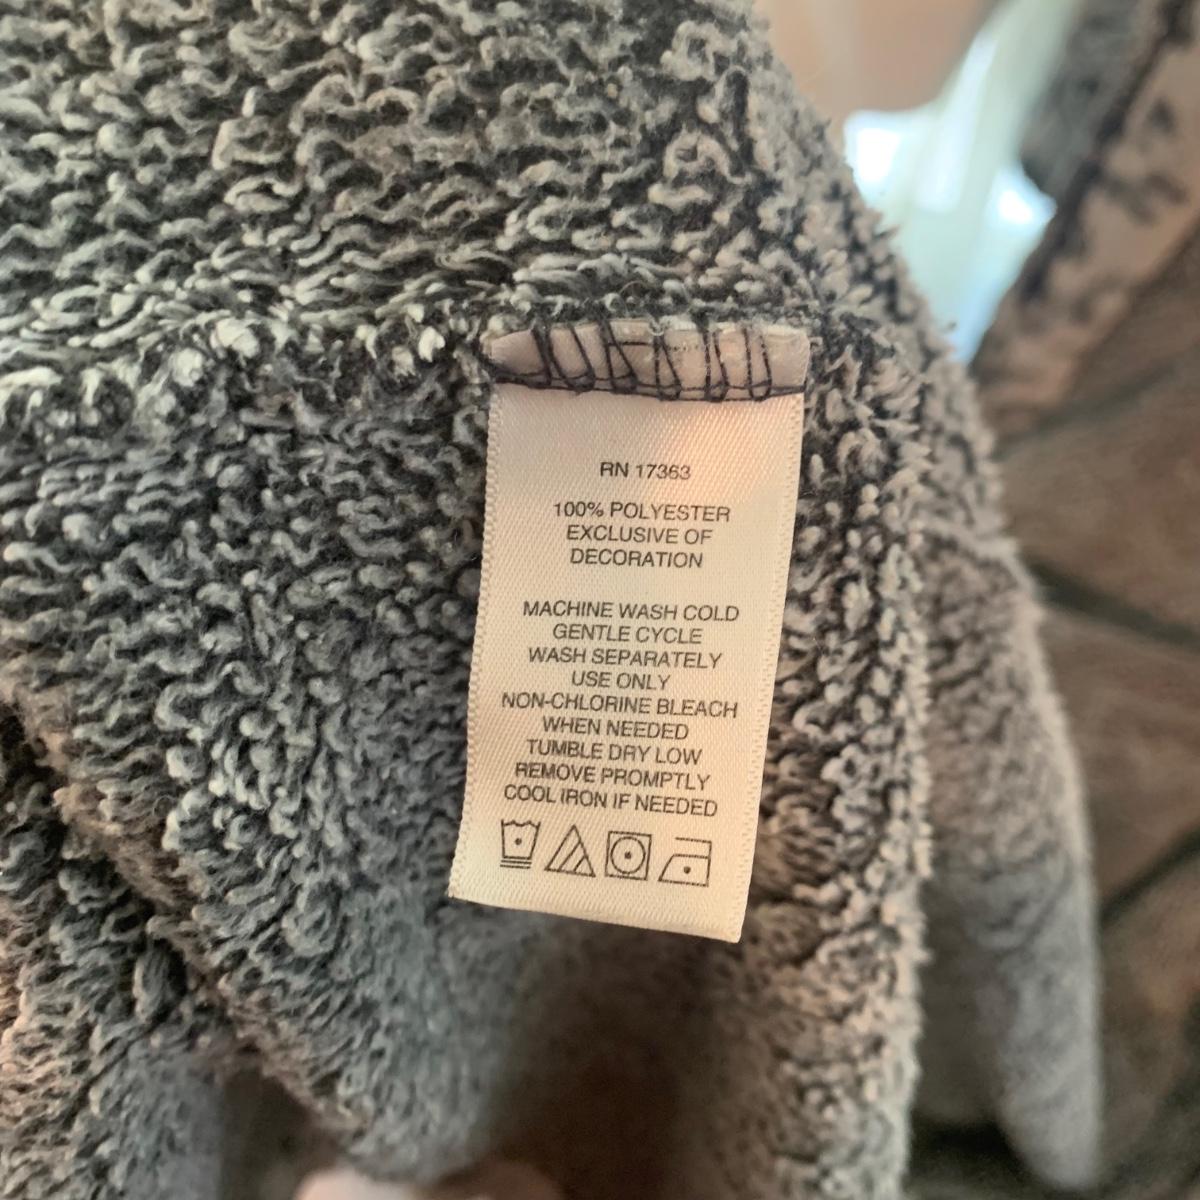 RN 17363
100% POLYESTER
EXCLUSIVE OF
DECORATION
MACHINE WASH COLD
GENTLE CYCLE
WASH SEPARATELY
USE ONLY
NON-CHLORINE BLEACH
WHEN NEEDED
TUMBLE DRY LOW
REMOVE PROMPTLY
COOL IRON IF NEEDED